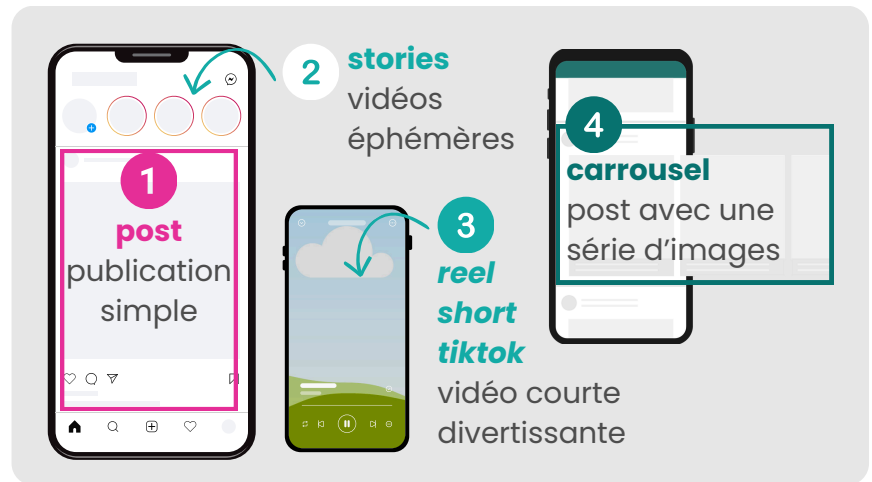 1
post
publication
simple
2
stories
vidéos
éphémères
3
reel
short
tiktok
vidéo courte
divertissante
4
carrousel
post avec une
série d’images